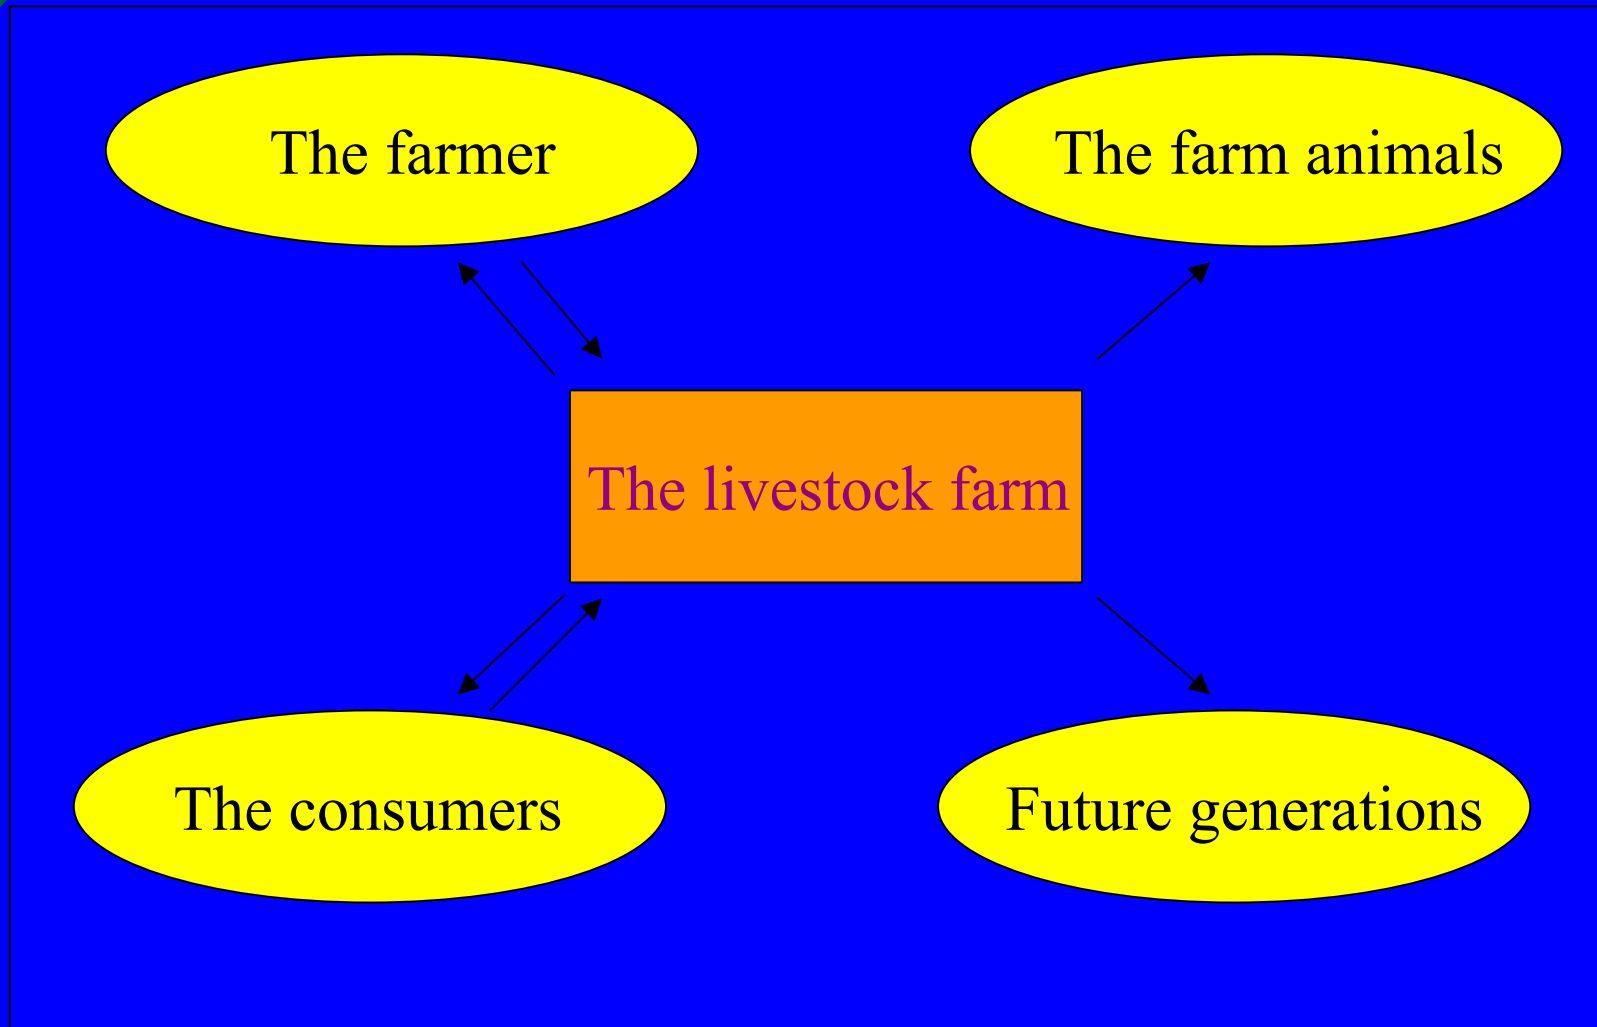 The farmer
The farm animals
The livestock farm
The consumers
Future generations